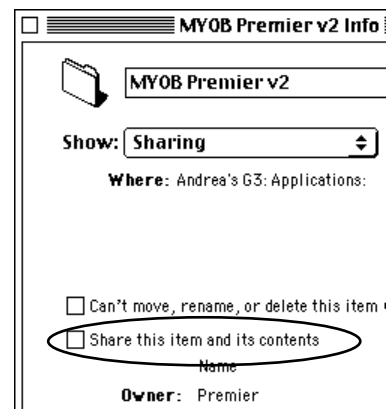 MYOB Premier v2 Info
MYOB Premier v2
Show: Sharing
Where: Andrea's G3: Applications:
Can't move, rename, or delete this item
Share this item and its contents
Name
Owner: Premier